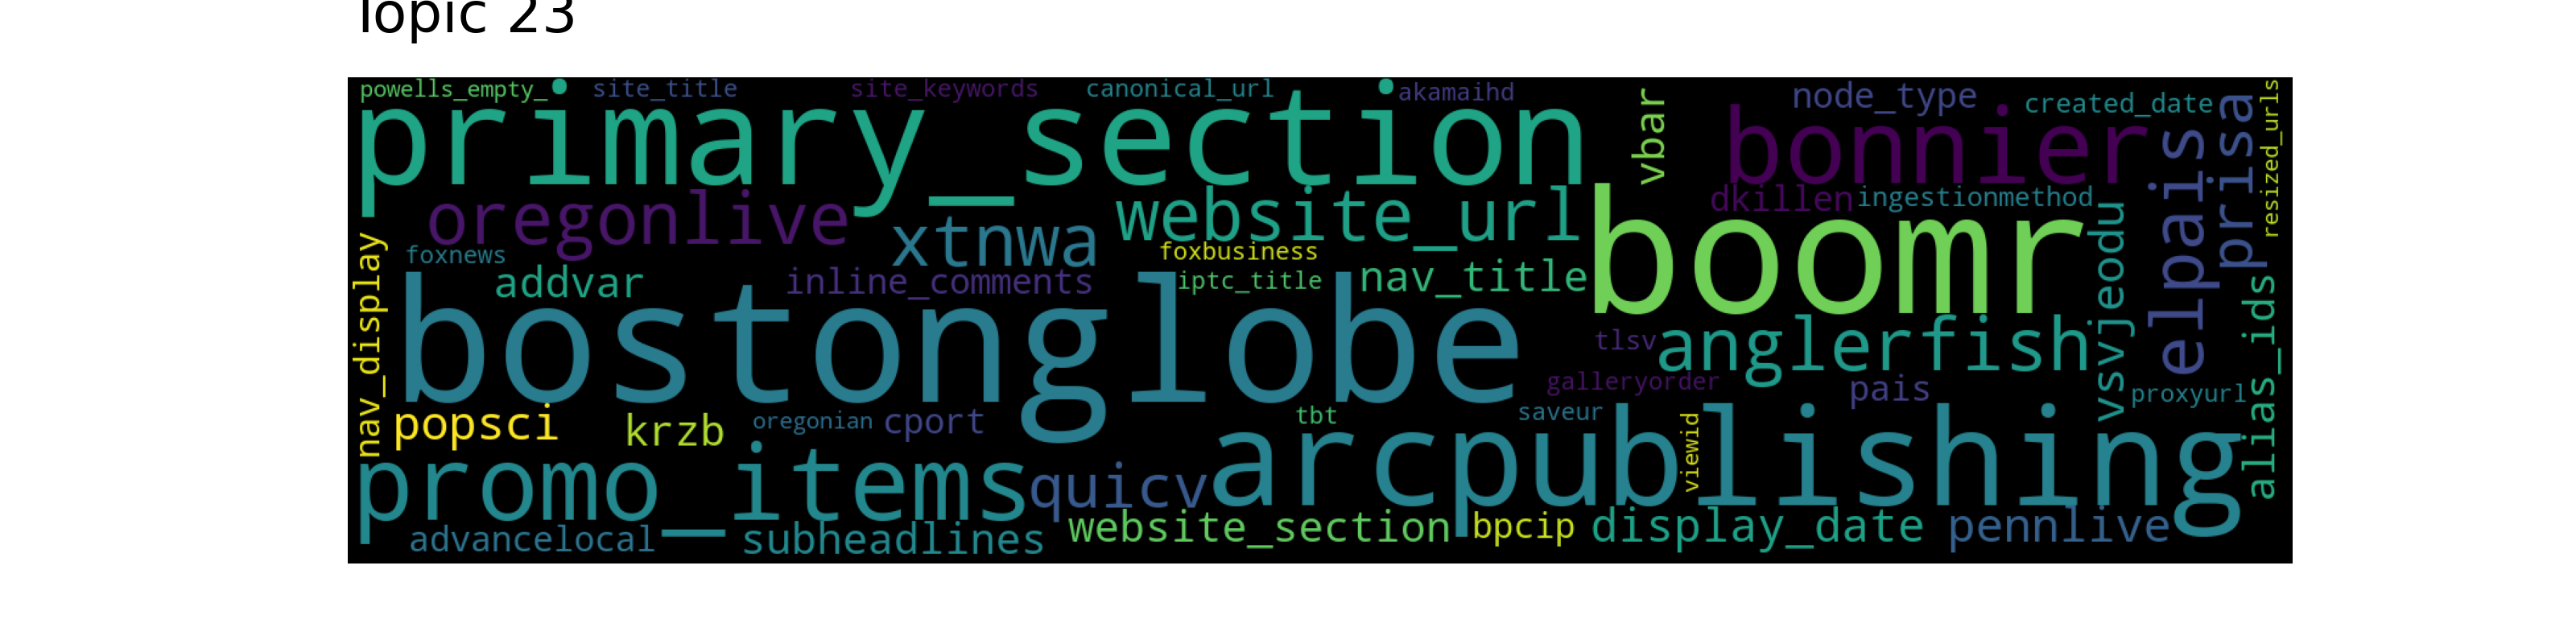 Topic 23
powells_empty_
site_title
site_keywords
canonical_url
akamaihd
node_type
created_date
primary_section
vbar
bonnier
elpais
prisa
resized_urls
oregonlive
xtnwa
website_url
dkillen
ingestionmethod
boomr
vsvjeodu
nav_display
foxnews
foxbusiness
addvar
inline_comments
iptc_title
nav_title
bostonglobe
tlsv
anglerfish
galleryorder
pais
proxyurl
alias_ids
popsci
krzb
oregonian
cport
tbt
saveur
viewid
arcpublishing
promo_items
quicv
advancelocal
subheadlines
website_section
bpcip
display_date
pennlive